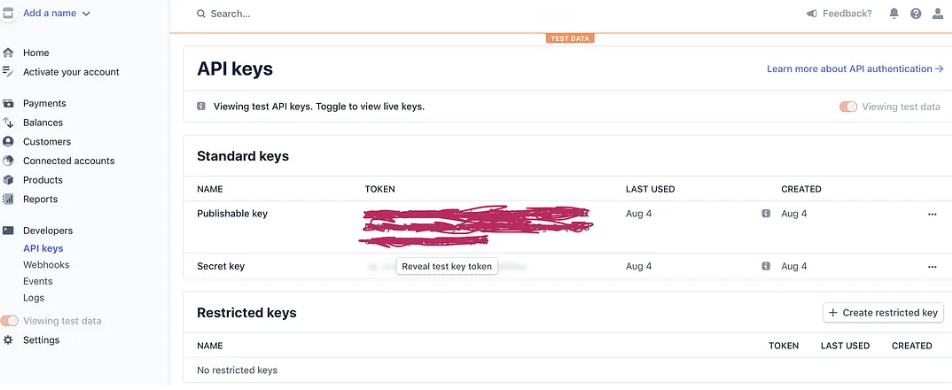 Add a name
Search...
Feedback?
TEST DATA
Home
Activate your account
Payments
Balances
Customers
Connected accounts
Products
Reports
Developers
API keys
Webhooks
Events
Logs
Viewing test data
Settings
API keys
Learn more about API authentication →
Viewing test API keys. Toggle to view live keys.
Viewing test data
Standard keys
NAME TOKEN LAST USED CREATED
Publishable key Aug 4 Aug 4
Secret key Reveal test key token Aug 4 Aug 4
Restricted keys
+ Create restricted key
NAME TOKEN LAST USED CREATED
No restricted keys